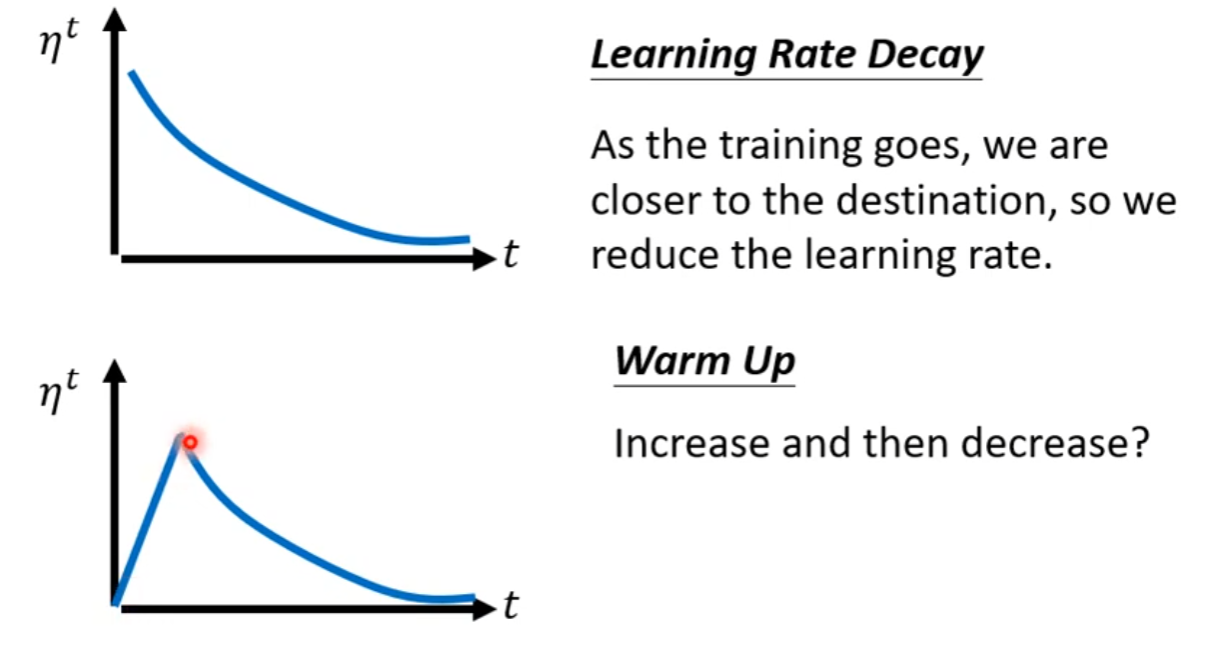 η^t
Learning Rate Decay
As the training goes, we are
closer to the destination, so we
reduce the learning rate.
t
Warm Up
η^t
Increase and then decrease?
t